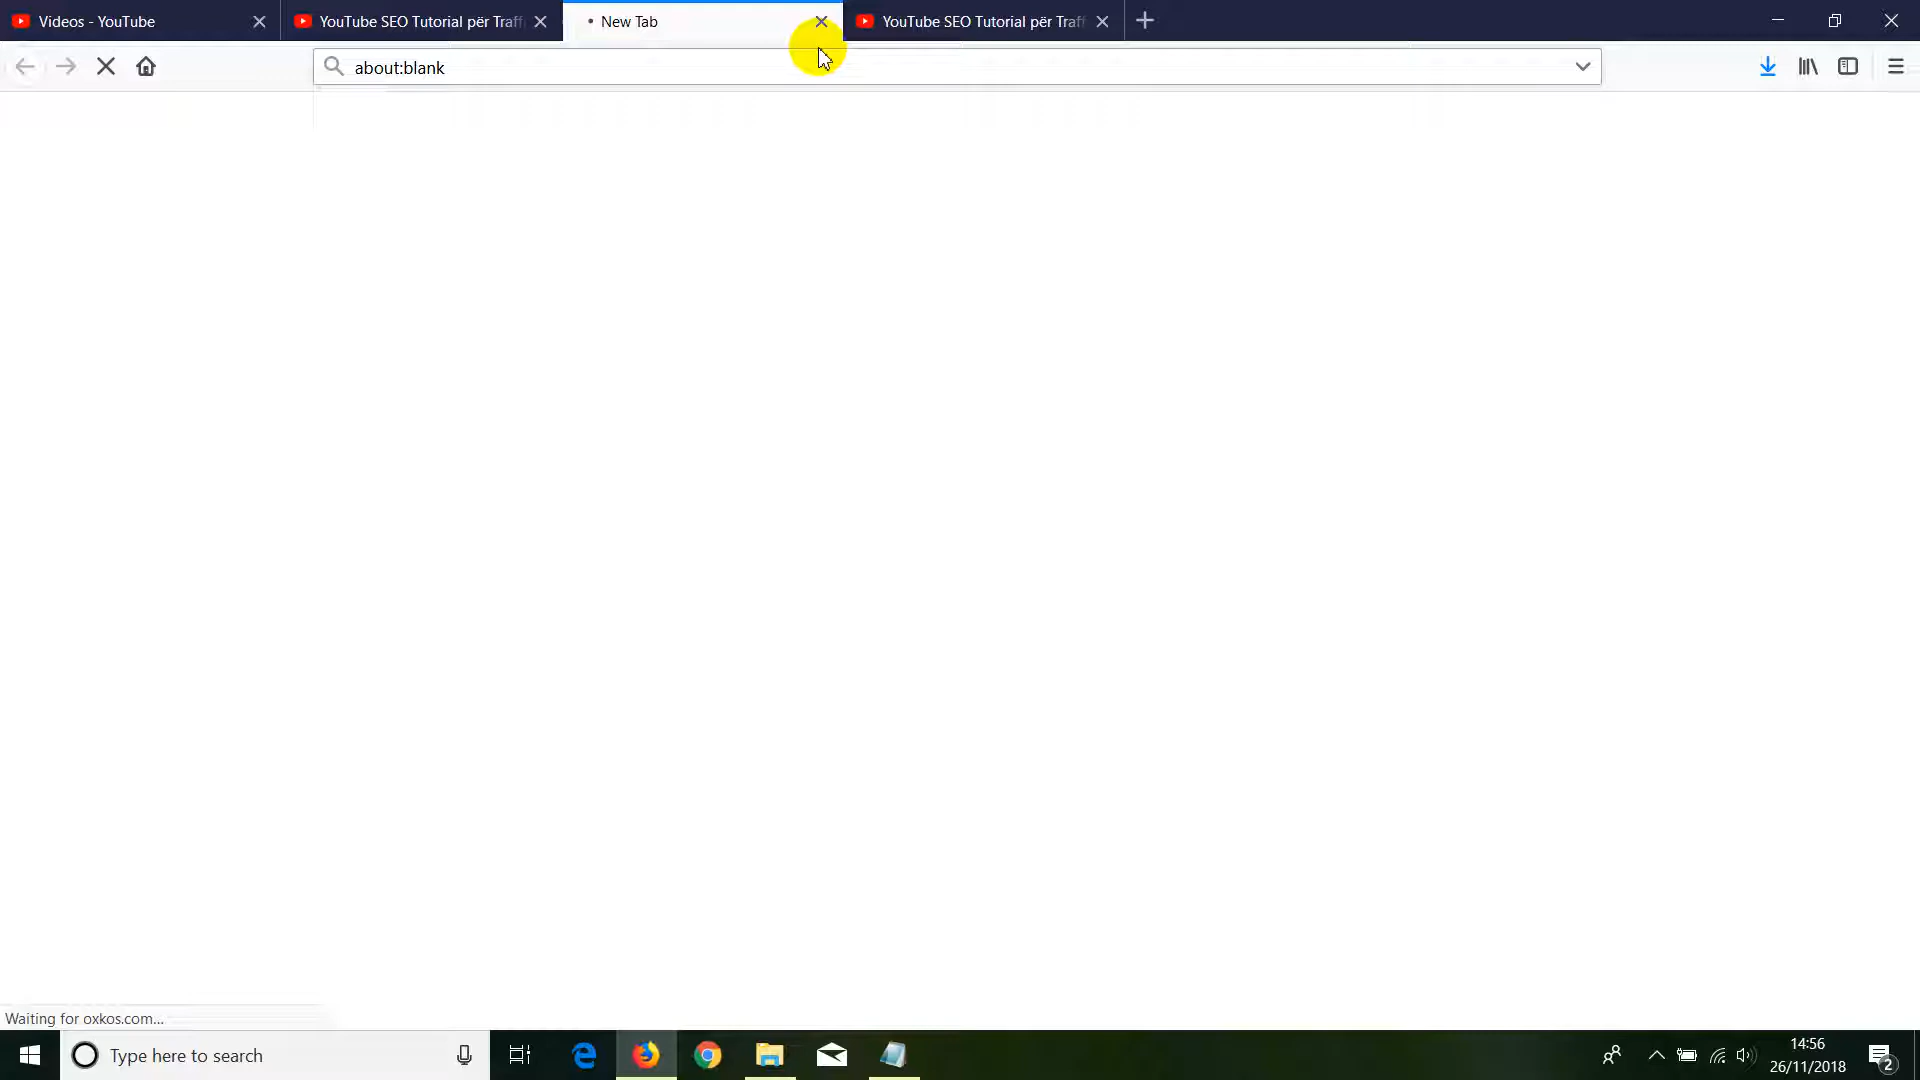 Videos - YouTube
YouTube SEO Tutorial për Traff
New Tab
YouTube SEO Tutorial për Traff
about:blank
Waiting for oxkos.com...
Type here to search
14:56
26/11/2018
2